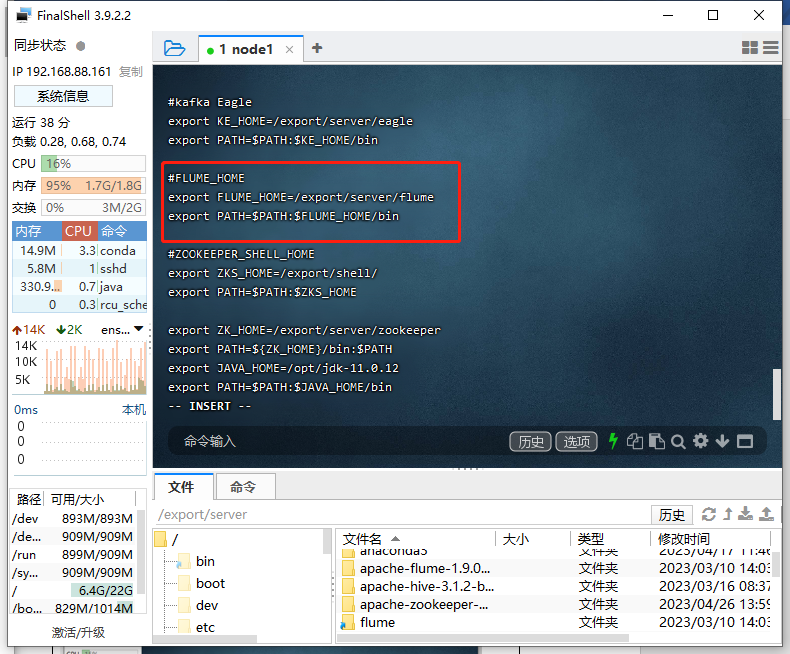 FinalShell 3.9.2.2
同步状态
IP 192.168.88.161 复制
系统信息
运行 38 分
负载 0.28, 0.68, 0.74
CPU 16%
内存 95% 1.7G/1.8G
交换 0% 3M/2G
内存 CPU 命令
14.9M 3.3 conda
5.8M 1 sshd
330.9... 0.7 java
0 0.3 rcu_sche
14K 2K ens...
14K
10K
5K
0ms 本机
0
0
0
路径 可用/大小
/dev 893M/893M
/de... 909M/909M
/run 899M/909M
/sy... 909M/909M
/ 6.4G/22G
/bo... 829M/1014M
激活/升级
1 node1
#kafka Eagle
export KE_HOME=/export/server/eagle
export PATH=$PATH:$KE_HOME/bin
#FLUME_HOME
export FLUME_HOME=/export/server/flume
export PATH=$PATH:$FLUME_HOME/bin
#ZOOKEEPER_SHELL_HOME
export ZKS_HOME=/export/shell/
export PATH=$PATH:$ZKS_HOME
export ZK_HOME=/export/server/zookeeper
export PATH=${ZK_HOME}/bin:$PATH
export JAVA_HOME=/opt/jdk-11.0.12
export PATH=$PATH:$JAVA_HOME/bin
-- INSERT --
命令输入 历史 选项
文件 命令
/export/server 历史
/
bin
boot
dev
etc
文件名 大小 类型 修改时间
anaconda3 文件夹 2023/04/17 11:46
apache-flume-1.9.0... 文件夹 2023/03/10 14:03
apache-hive-3.1.2-b... 文件夹 2023/03/16 08:37
apache-zookeeper-... 文件夹 2023/04/26 13:59
flume 文件夹 2023/03/10 14:03